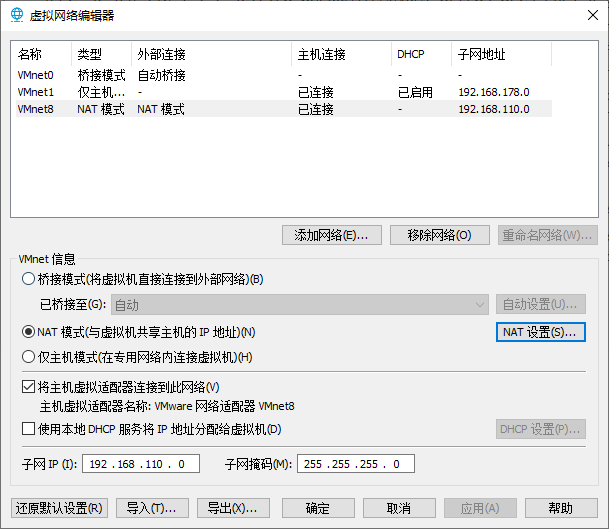 虚拟网络编辑器
名称 类型 外部连接 主机连接 DHCP 子网地址
VMnet0 桥接模式 自动桥接 - - -
VMnet1 仅主机... - 已连接 已启用 192.168.178.0
VMnet8 NAT 模式 NAT 模式 已连接 - 192.168.110.0
添加网络(E)... 移除网络(O) 重命名网络(W)...
VMnet 信息
桥接模式(将虚拟机直接连接到外部网络)(B)
已桥接至(G): 自动 自动设置(U)...
NAT 模式(与虚拟机共享主机的 IP 地址)(N) NAT 设置(S)...
仅主机模式(在专用网络内连接虚拟机)(H)
将主机虚拟适配器连接到此网络(V)
主机虚拟适配器名称: VMware 网络适配器 VMnet8
使用本地 DHCP 服务将 IP 地址分配给虚拟机(D) DHCP 设置(P)...
子网 IP (I): 192 .168 .110 . 0 子网掩码(M): 255 .255 .255 . 0
还原默认设置(R) 导入(T)... 导出(X)... 确定 取消 应用(A) 帮助